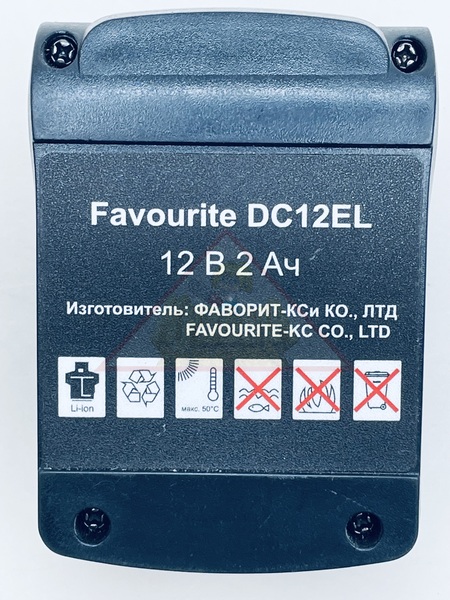 Favourite DC12EL
12 В 2 Ач
Изготовитель: ФАВОРИТ-КСи КО., ЛТД
FAVOURITE-KC CO., LTD
Li-ion
макс. 50°C